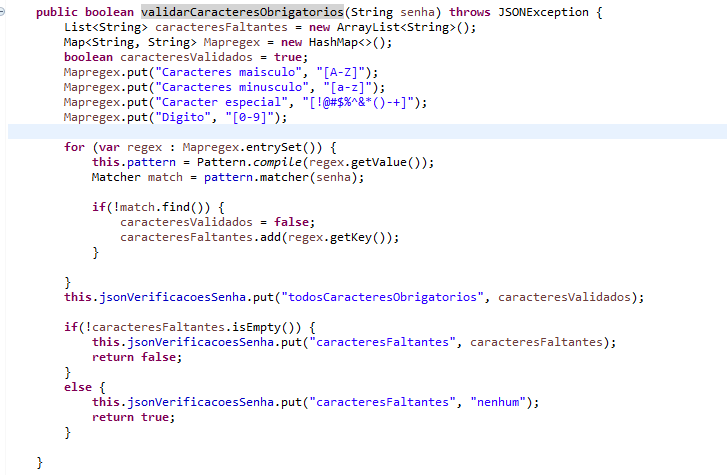 public boolean validarCaracteresObrigatorios(String senha) throws JSONException {
List<String> caracteresFaltantes = new ArrayList<String>();
Map<String, String> Mapregex = new HashMap<>();
boolean caracteresValidados = true;
Mapregex.put("Caracteres maisculo", "[A-Z]");
Mapregex.put("Caracteres minusculo", "[a-z]");
Mapregex.put("Caracter especial", "[!@#$%^&*()-+]");
Mapregex.put("Digito", "[0-9]");
for (var regex : Mapregex.entrySet()) {
this.pattern = Pattern.compile(regex.getValue());
Matcher match = pattern.matcher(senha);
if(!match.find()) {
caracteresValidados = false;
caracteresFaltantes.add(regex.getKey());
}
}
this.jsonVerificacoesSenha.put("todosCaracteresObrigatorios", caracteresValidados);
if(!caracteresFaltantes.isEmpty()) {
this.jsonVerificacoesSenha.put("caracteresFaltantes", caracteresFaltantes);
return false;
}
else {
this.jsonVerificacoesSenha.put("caracteresFaltantes", "nenhum");
return true;
}
}